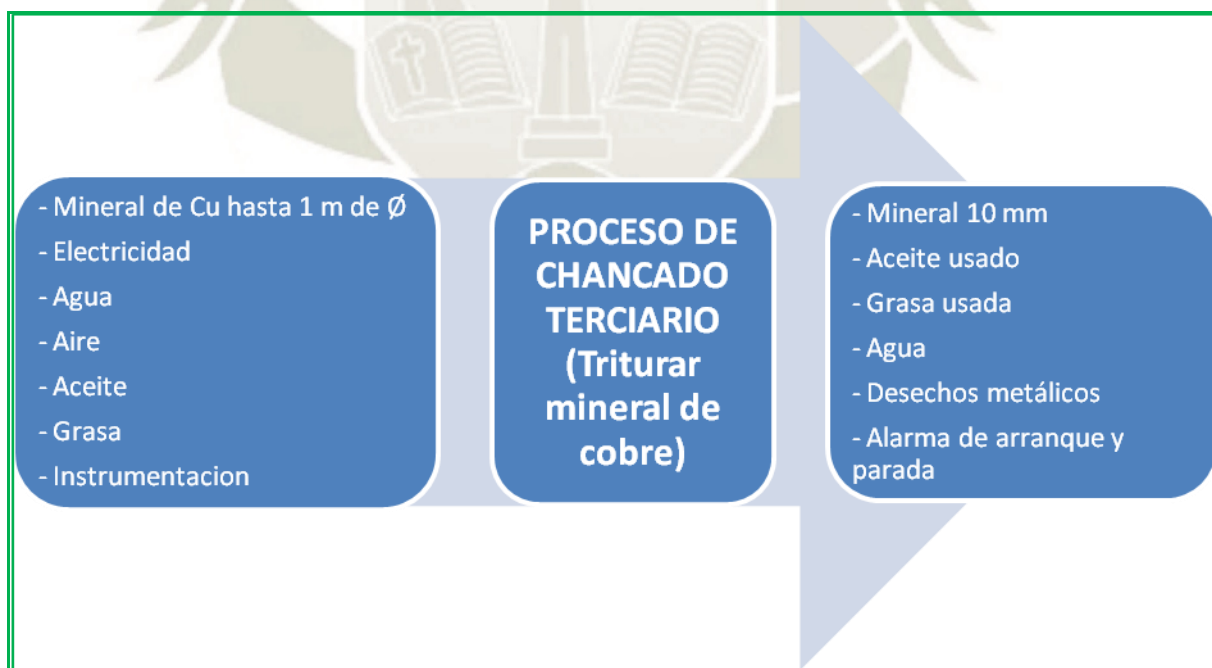 - Mineral de Cu hasta 1 m de Ø
- Electricidad
- Agua
- Aire
- Aceite
- Grasa
- Instrumentacion
PROCESO DE
CHANCADO
TERCIARIO
(Triturar
mineral de
cobre)
- Mineral 10 mm
- Aceite usado
- Grasa usada
- Agua
- Desechos metálicos
- Alarma de arranque y
parada